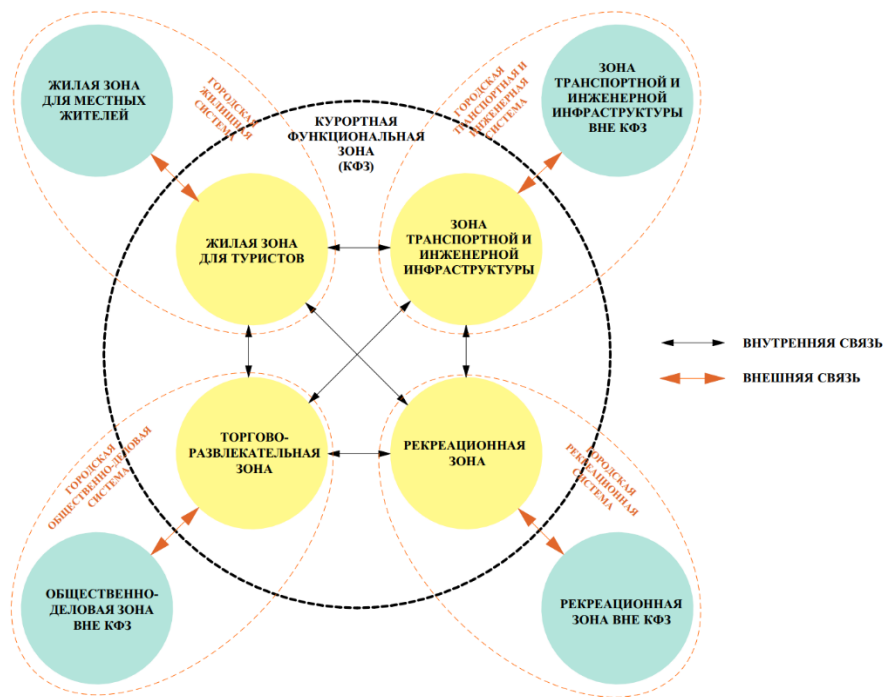 ЖИЛАЯ ЗОНА
ДЛЯ МЕСТНЫХ
ЖИТЕЛЕЙ
ГОРОДСКАЯ
ЖИЛИЩНАЯ
СИСТЕМА
КУРОРТНАЯ
ФУНКЦИОНАЛЬНАЯ
ЗОНА
(КФЗ)
ГОРОДСКАЯ
ТРАНСПОРТНАЯ И
ИНЖЕНЕРНАЯ
СИСТЕМА
ЗОНА
ТРАНСПОРТНОЙ И
ИНЖЕНЕРНОЙ
ИНФРАСТРУКТУРЫ
ВНЕ КФЗ
ЖИЛАЯ ЗОНА
ДЛЯ ТУРИСТОВ
ЗОНА
ТРАНСПОРТНОЙ И
ИНЖЕНЕРНОЙ
ИНФРАСТРУКТУРЫ
ВНУТРЕННЯЯ СВЯЗЬ
ВНЕШНЯЯ СВЯЗЬ
ТОРГОВО-
РАЗВЛЕКАТЕЛЬНАЯ
ЗОНА
РЕКРЕАЦИОННАЯ
ЗОНА
ГОРОДСКАЯ
ОБЩЕСТВЕННО-ДЕЛОВАЯ
СИСТЕМА
ГОРОДСКАЯ
РЕКРЕАЦИОННАЯ
СИСТЕМА
ОБЩЕСТВЕННО-
ДЕЛОВАЯ ЗОНА
ВНЕ КФЗ
РЕКРЕАЦИОННАЯ
ЗОНА ВНЕ КФЗ